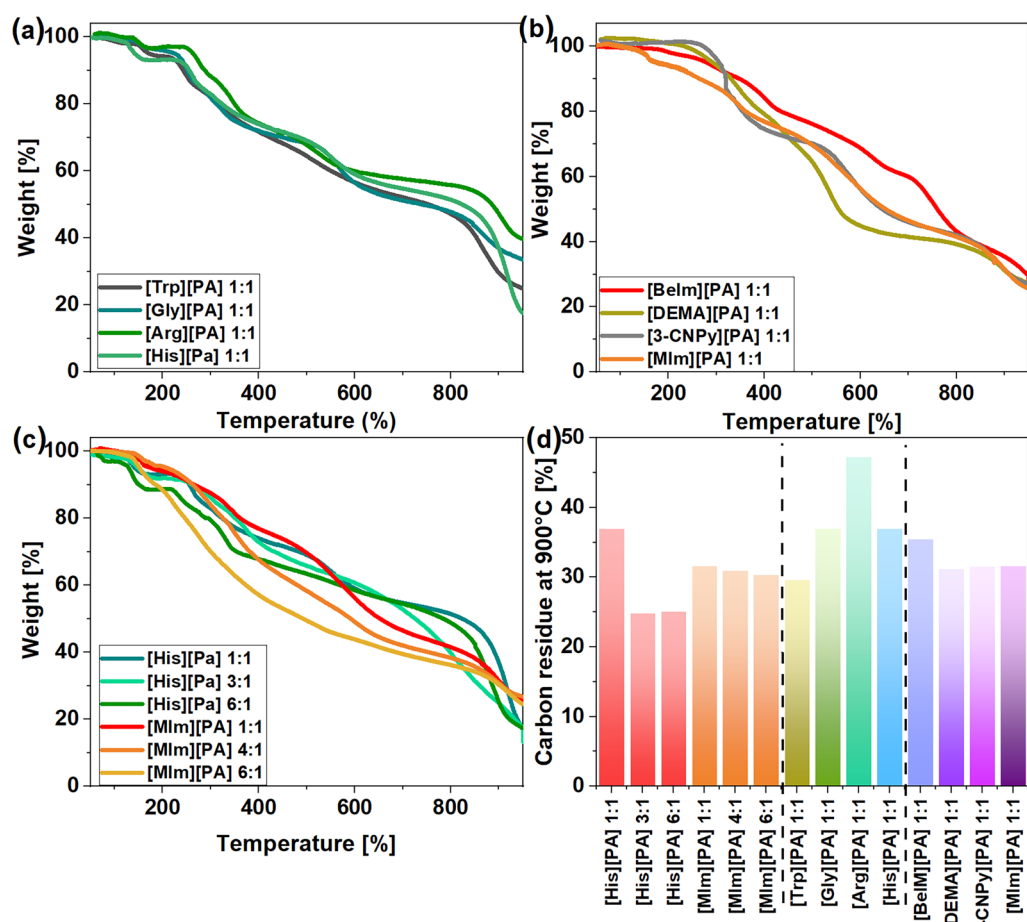 (a)
100
80
60
40
20
0
Weight [%]
[Trp][PA] 1:1
[Gly][PA] 1:1
[Arg][PA] 1:1
[His][Pa] 1:1
200
400
600
800
Temperature (%)
(b)
100
80
60
40
20
0
Weight [%]
[BeIm][PA] 1:1
[DEMA][PA] 1:1
[3-CNPy][PA] 1:1
[MIm][PA] 1:1
200
400
600
800
Temperature [%]
(c)
100
80
60
40
20
0
Weight [%]
[His][Pa] 1:1
[His][Pa] 3:1
[His][Pa] 6:1
[MIm][PA] 1:1
[MIm][PA] 4:1
[MIm][PA] 6:1
200
400
600
800
Temperature [%]
(d)
50
40
30
20
10
0
Carbon residue at 900°C [%]
[His][PA] 1:1
[His][PA] 3:1
[His][PA] 6:1
[MIm][PA] 1:1
[MIm][PA] 4:1
[MIm][PA] 6:1
[Trp][PA] 1:1
[Gly][PA] 1:1
[Arg][PA] 1:1
[His][PA] 1:1
[BeIM][PA] 1:1
DEMA][PA] 1:1
-CNPy][PA] 1:1
[MIm][PA] 1:1